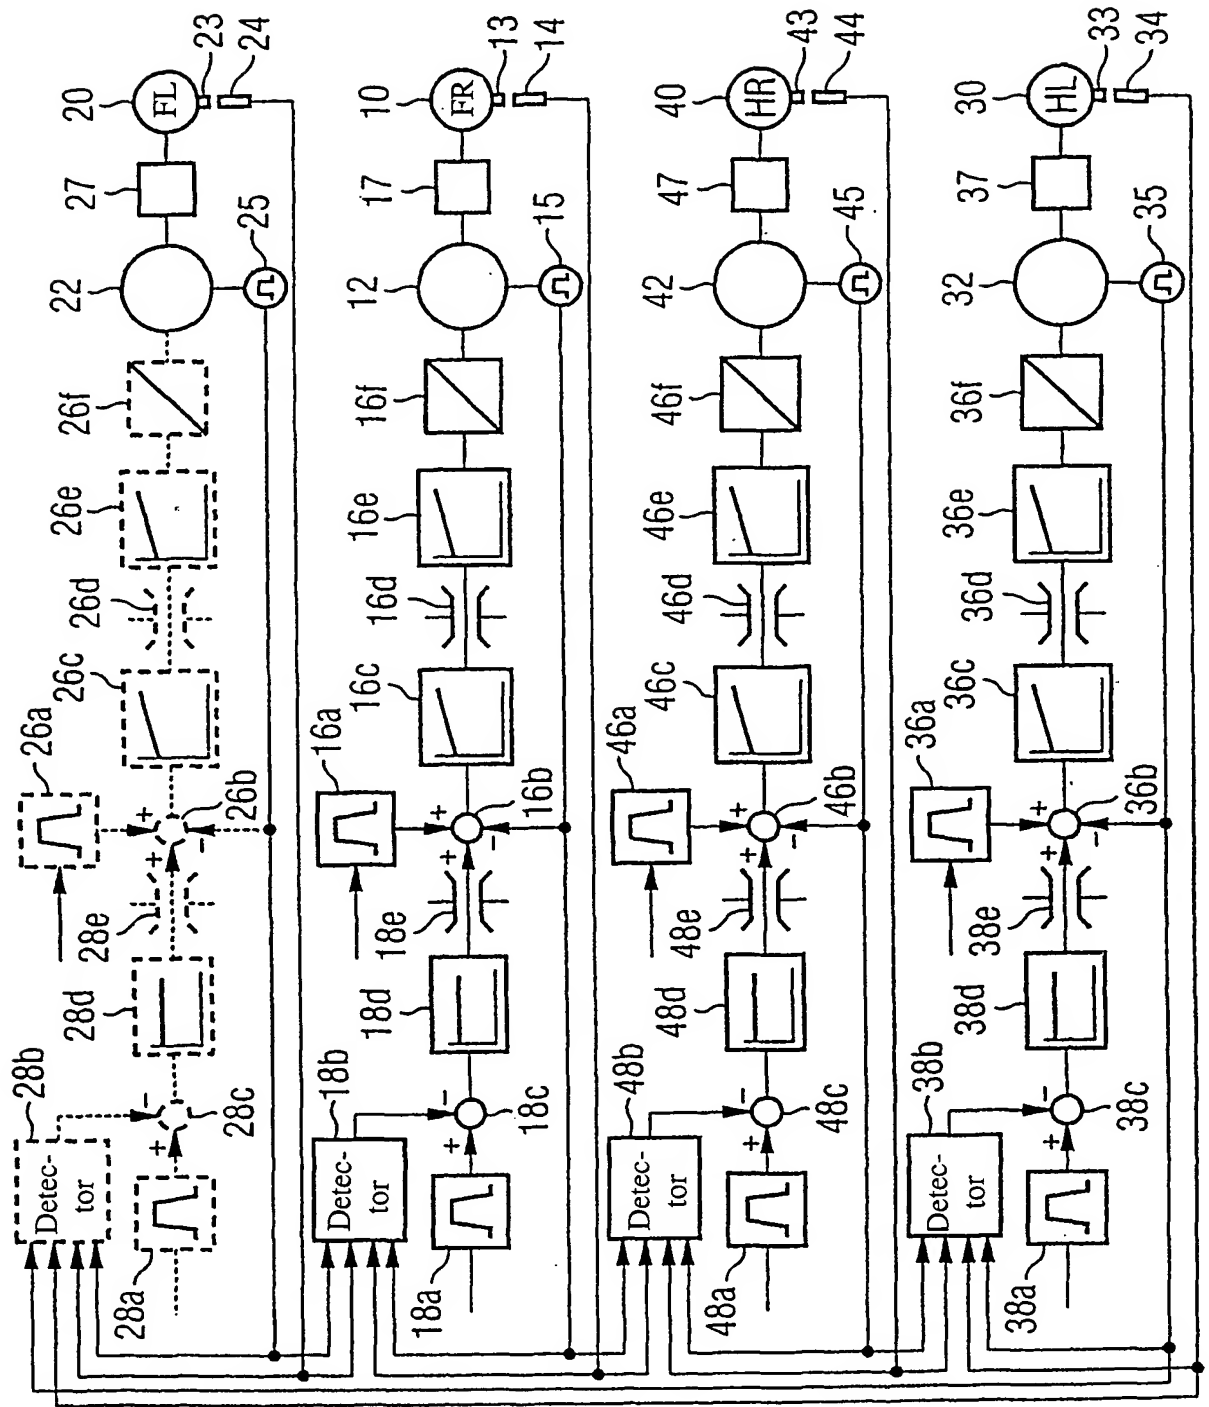 20
FL
23
24
27
22
25
26f
26e
26d
26c
26a
+
26b
-
+
28e
28d
28b
-
28c
+
Detec-
tor
28a
10
FR
13
14
17
12
15
16f
16e
16d
16c
16a
+
16b
-
+
18e
18d
18b
-
18c
+
Detec-
tor
18a
40
HR
43
44
47
42
45
46f
46e
46d
46c
46a
+
46b
-
+
48e
48d
48b
-
48c
+
Detec-
tor
48a
30
HL
33
34
37
32
35
36f
36e
36d
36c
36a
+
36b
-
+
38e
38d
38b
-
38c
+
Detec-
tor
38a